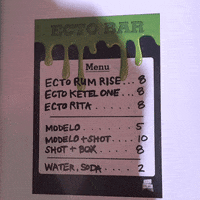 ECTO BAR
Menu
ECTO RUM RISE... 8
ECTO KETEL ONE... 8
ECTO RITA..... 8
MODELO...... 5
MODELO + SHOT.... 10
SHOT + BOX..... 8
WATER, SODA... 2